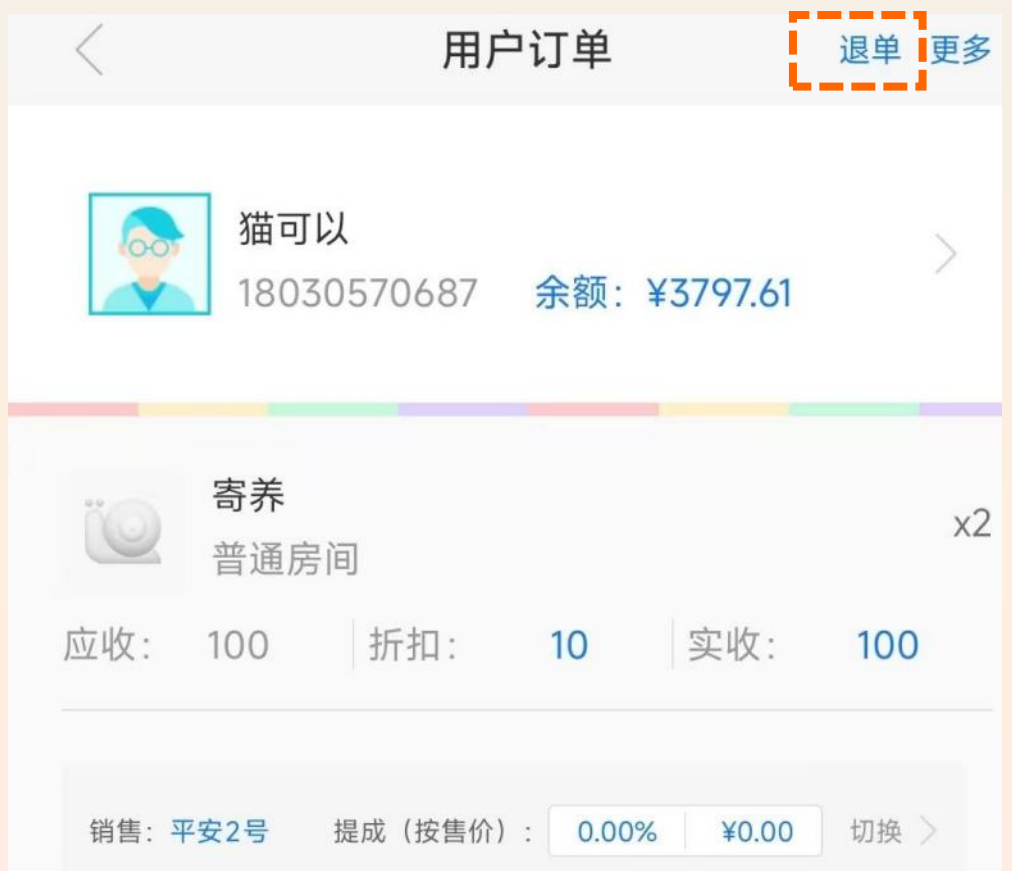 用户订单 退单 更多
猫可以
18030570687 余额：¥3797.61
寄养
x2
普通房间
应收： 100 折扣： 10 实收： 100
销售：平安2号 提成（按售价）： 0.00% ¥0.00 切换